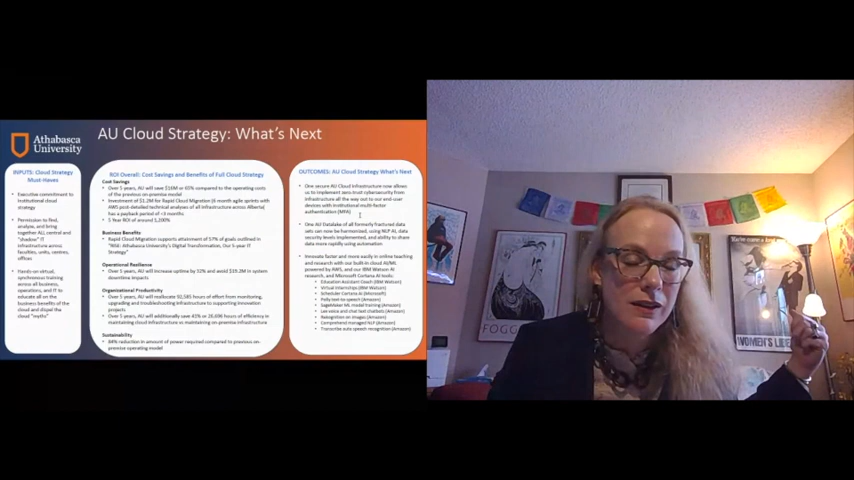 Athabasca
University
AU Cloud Strategy: What's Next
INPUTS: Cloud Strategy
Must-Haves
• Executive commitment to
institutional cloud
strategy
• Permission to find,
analyse, and bring
together ALL central and
"shadow" IT
infrastructure across
faculties, units, centres,
offices
• Hands-on virtual,
synchronous training
across all business,
operations, and IT to
educate all on the
business benefits of the
cloud and dispel the
cloud "myths"
ROI Overall: Cost Savings and Benefits of Full Cloud Strategy
Cost Savings
• Over 5 years, AU will save $16M or 60% compared to the operating costs
of the previous on-premise model
• Investment of $1.2M for Rapid Cloud Migration (6 month agile sprints with
AWS post-detailed technical analyses of all infrastructure across Alberta)
has a payback period of <3 months
• 5 Year ROI of around 1,200%
Business Benefits
• Rapid Cloud Migration supports attainment of 57% of goals outlined in
Athabasca University's Digital Transformation, Our 5-year IT
Strategy"
Operational Resilience
• Over 5 years, AU will increase uptime by 32% and avoid in system
downtime impacts
Organizational Productivity
• Over 5 years, AU will reallocate hours of effort from monitoring,
upgrading and troubleshooting infrastructure to supporting innovation
projects
• Over 5 years, AU will additionally save 41% or hours of efficiency in
maintaining cloud infrastructure vs maintaining on-premise infrastructure
Sustainability
• 84% reduction in amount of power required compared to previous on-
premise operating model
OUTCOMES: AU Cloud Strategy What's Next
• One secure AU Cloud infrastructure now allows
us to implement zero-trust cybersecurity from
infrastructure all the way out to our end-user
devices with institutional multi-factor
authentication (MFA)
• One AU Datalake of all formerly fractured data
sets can now be harmonized, using NLP AI, data
security levels implemented, and ability to share
data more rapidly using automation
• Innovate faster and more easily in online teaching
and research with our built-in cloud AI/ML
powered by AWS, and our IBM Watson AI
research, and Microsoft Cortana AI tools:
• Education Assistant Coach (IBM Watson)
• Virtual Internships (IBM Watson)
• Scheduler Cortana AI (Microsoft)
• Polly text-to-speech (Amazon)
• SageMaker ML model training (Amazon)
• Lex voice and chat text chatbots (Amazon)
• Rekognition on images (Amazon)
• Comprehend managed NLP (Amazon)
• Transcribe auto speech recognition (Amazon)
FOGG
WOMEN'S LIB